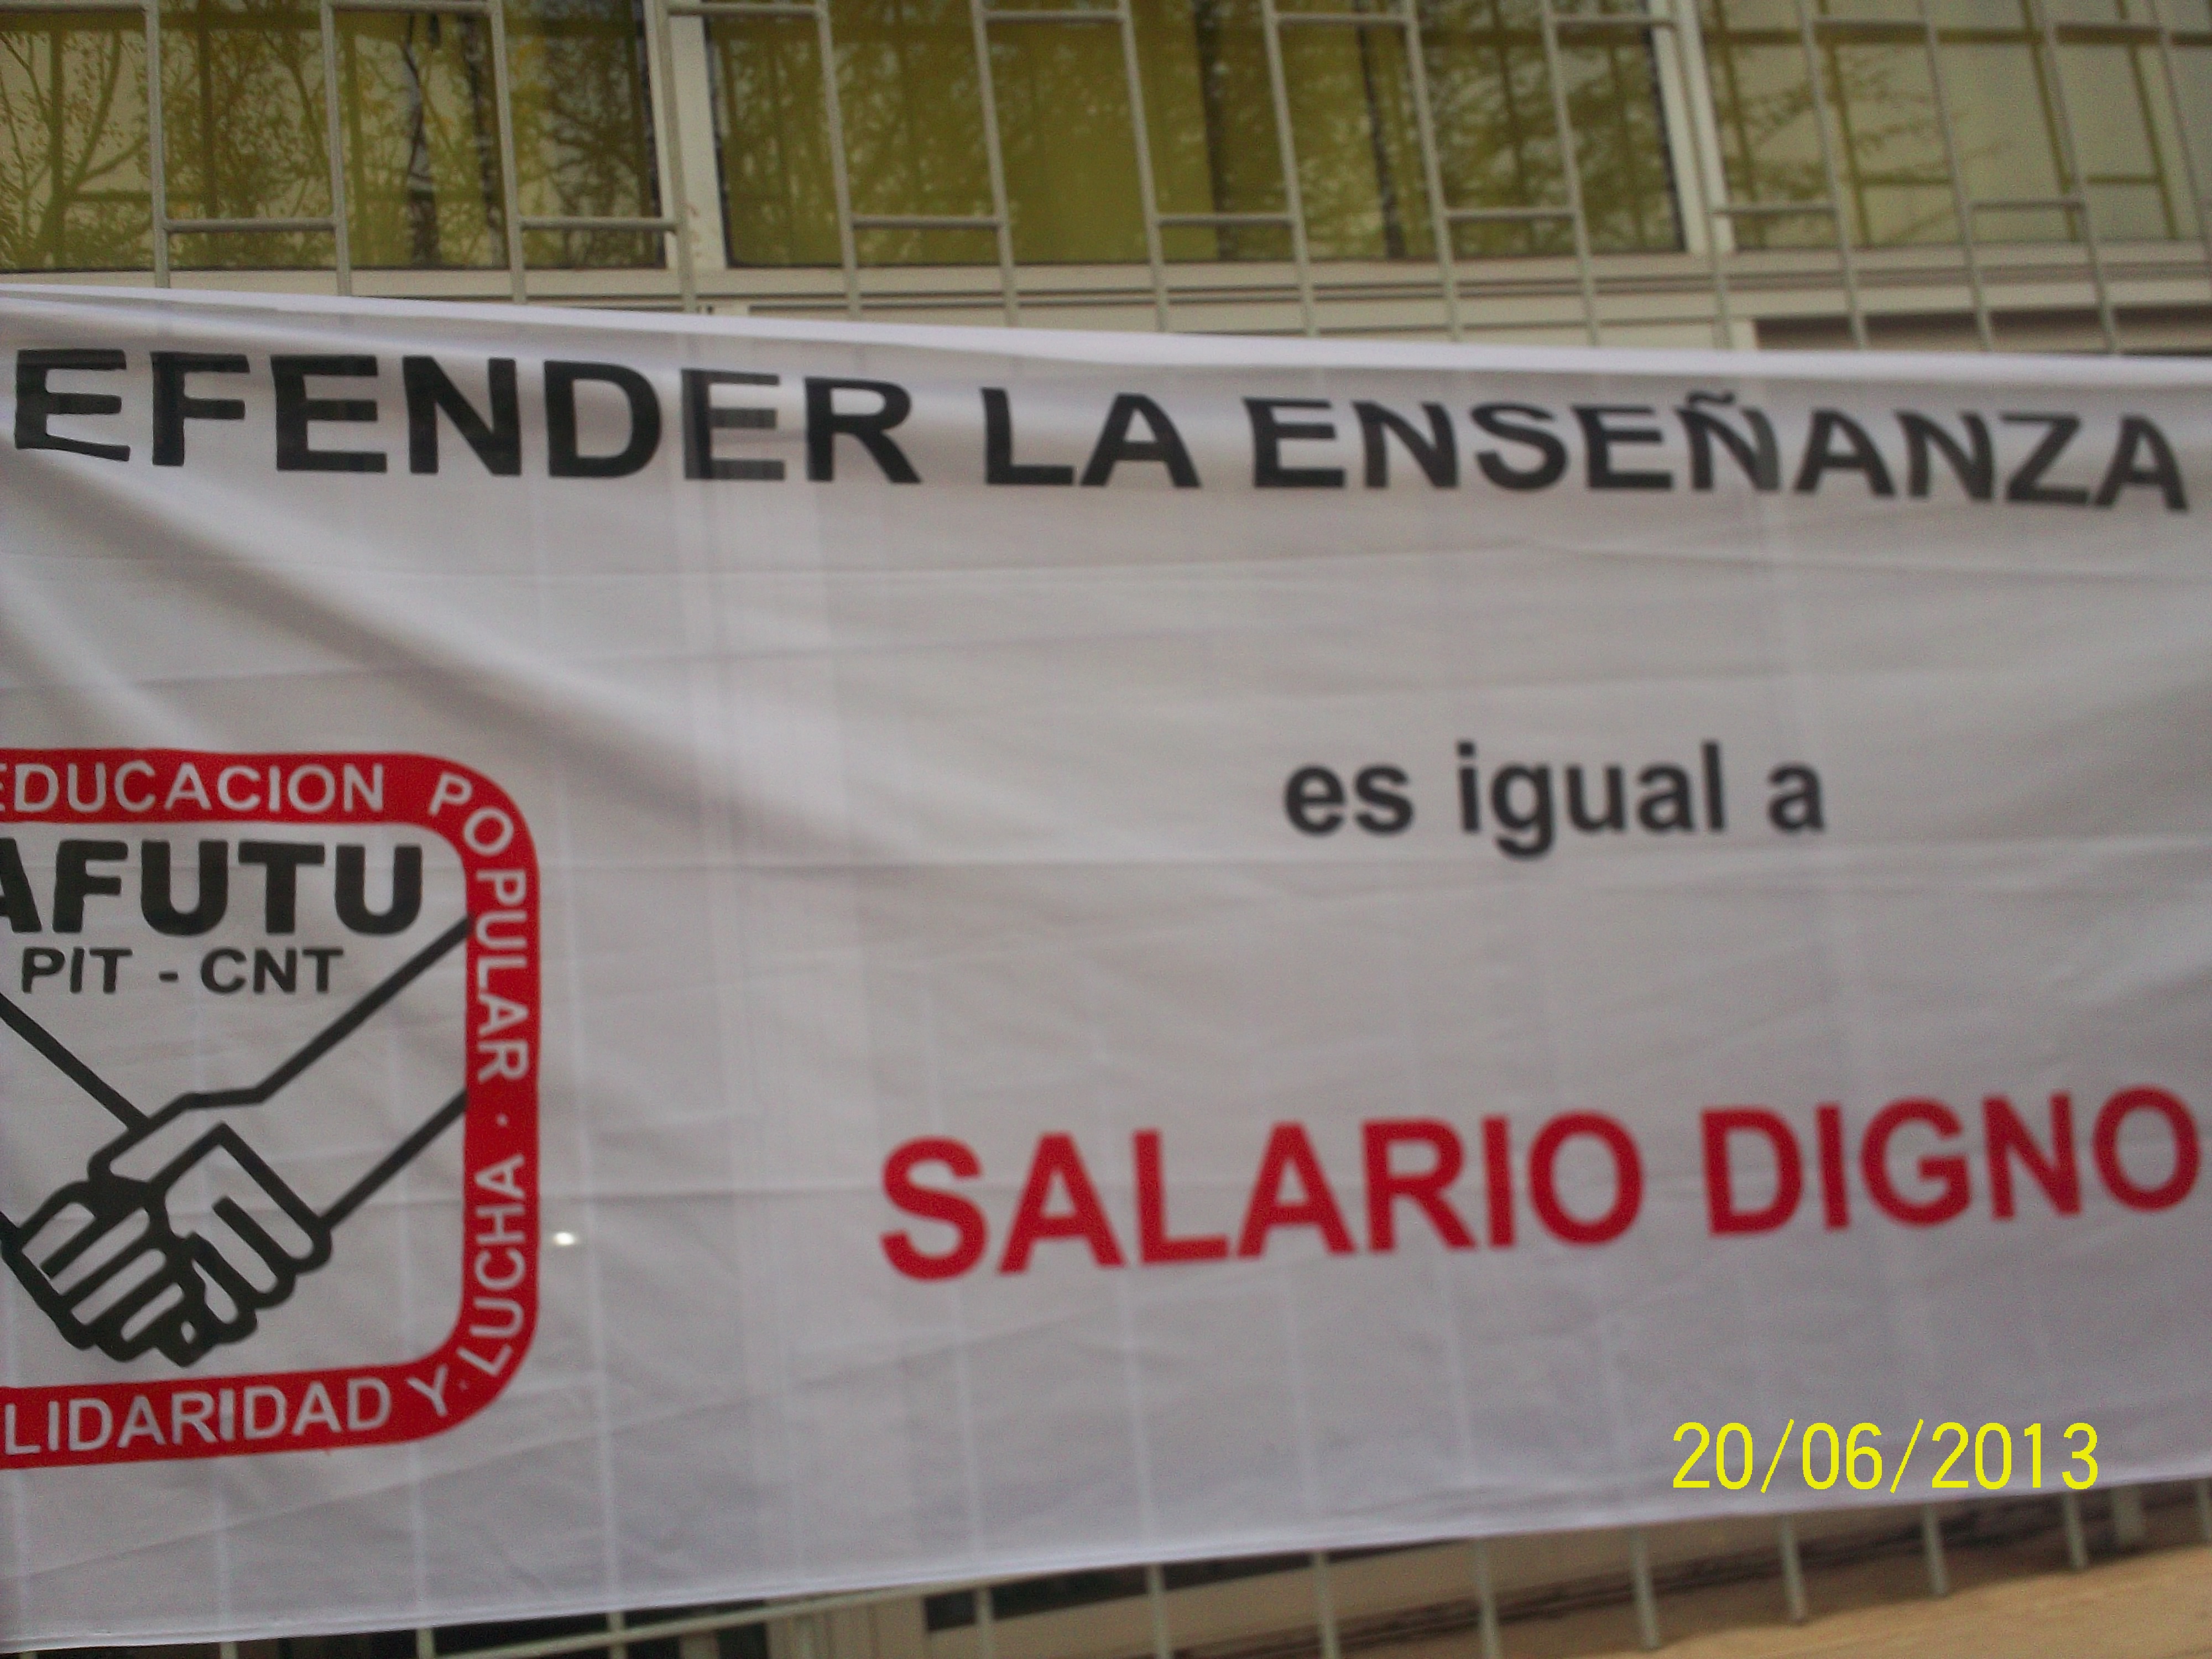 EFENDER LA ENSEÑANZA
es igual a
SALARIO DIGNO
EDUCACION POPULAR · LUCHA Y
LIDARIDAD
AFUTU
PIT - CNT
20/06/2013